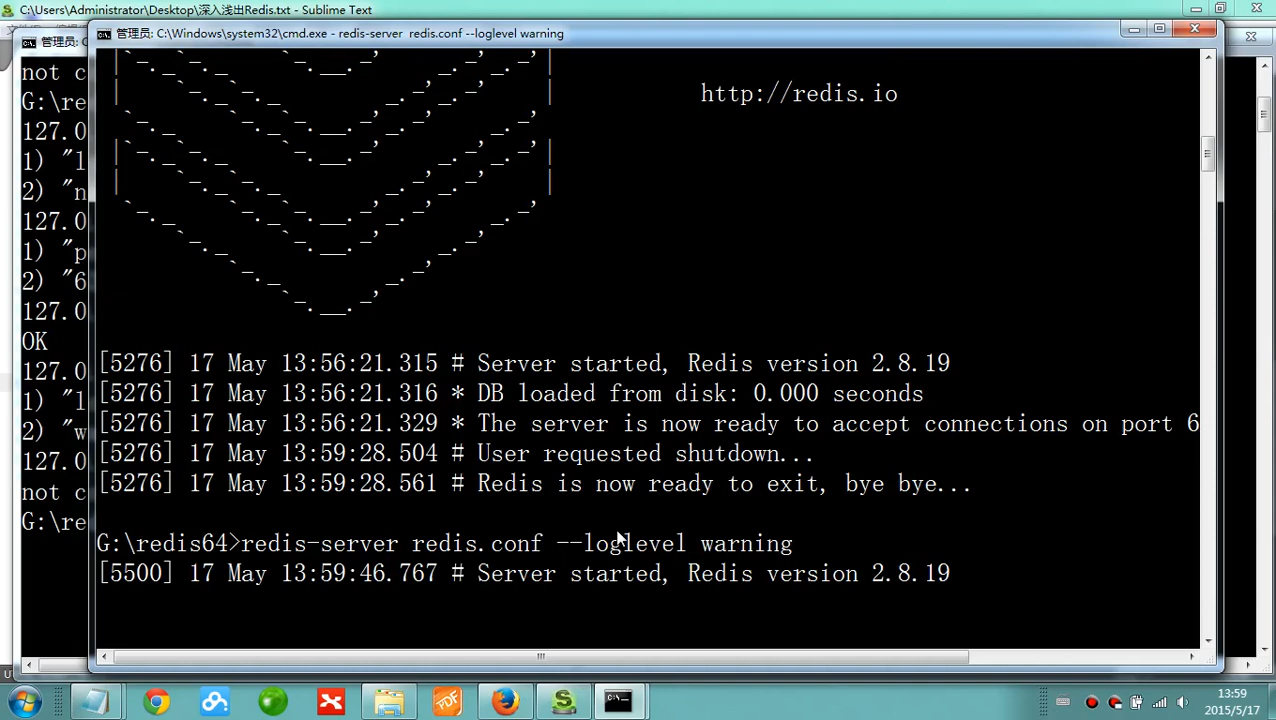 C:\Users\Administrator\Desktop\深入浅出Redis.txt - Sublime Text
管理员: C:\Windows\system32\cmd.exe - redis-server redis.conf --loglevel warning
管理员: C
not c
G:\re
127.0
1) "l
2) "n
127.0
1) "p
2) "6
127.0
OK
127.0
1) "l
2) "w
127.0
not c
G:\re
http://redis.io
[5276] 17 May 13:56:21.315 # Server started, Redis version 2.8.19
[5276] 17 May 13:56:21.316 * DB loaded from disk: 0.000 seconds
[5276] 17 May 13:56:21.329 * The server is now ready to accept connections on port 6
[5276] 17 May 13:59:28.504 # User requested shutdown...
[5276] 17 May 13:59:28.561 # Redis is now ready to exit, bye bye...
G:\redis64>redis-server redis.conf --loglevel warning
[5500] 17 May 13:59:46.767 # Server started, Redis version 2.8.19
13:59
2015/5/17